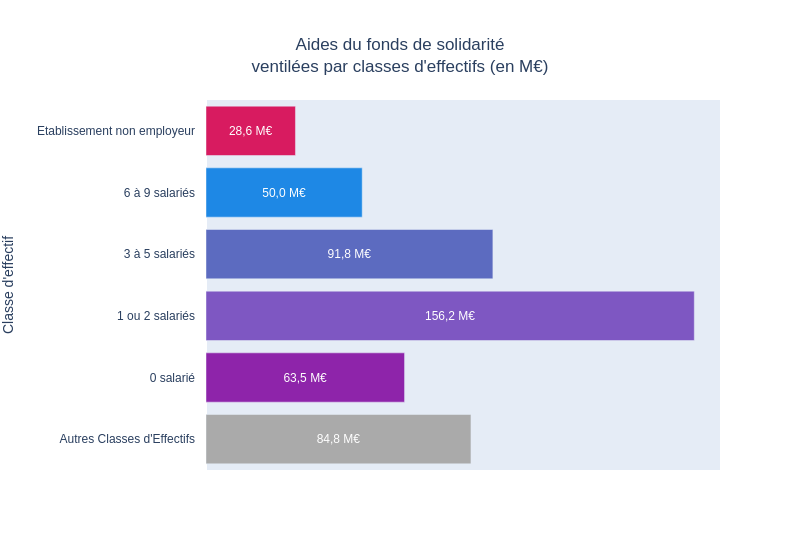 Aides du fonds de solidarité
ventilées par classes d'effectifs (en M€)
Classe d'effectif
Etablissement non employeur
28,6 M€
6 à 9 salariés
50,0 M€
3 à 5 salariés
91,8 M€
1 ou 2 salariés
156,2 M€
0 salarié
63,5 M€
Autres Classes d'Effectifs
84,8 M€